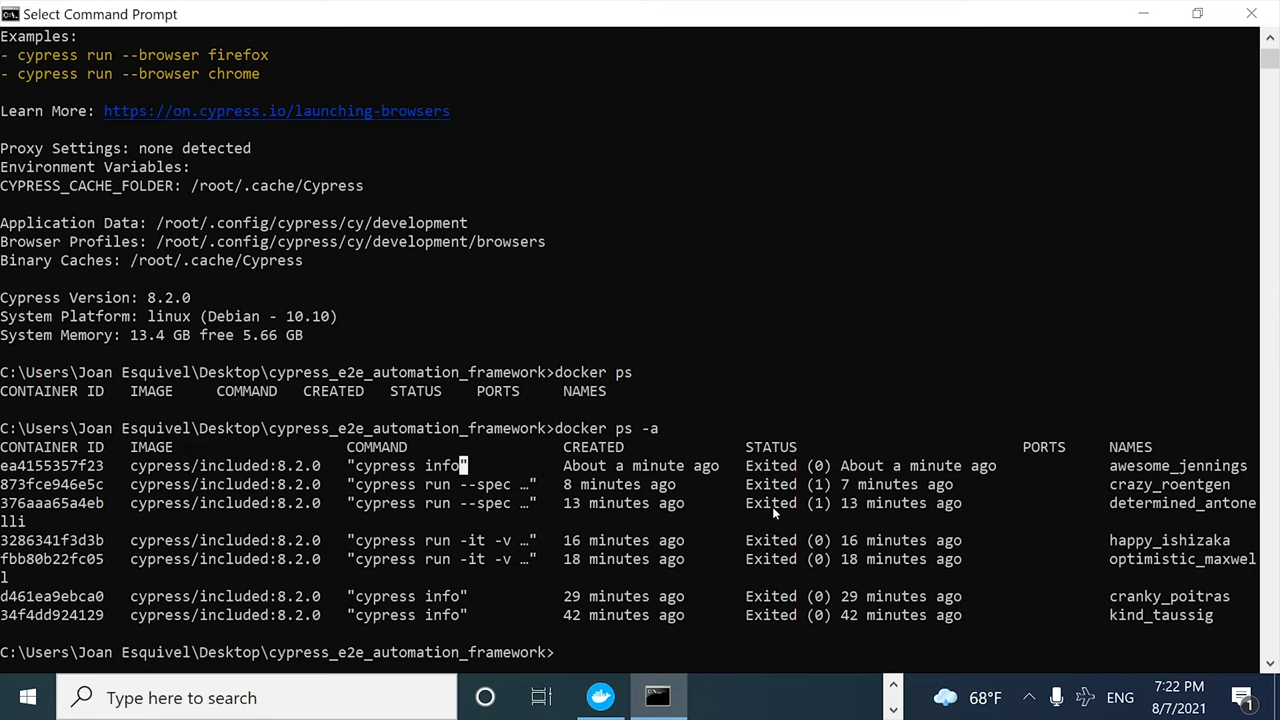 Select Command Prompt
Examples:
- cypress run --browser firefox
- cypress run --browser chrome
Learn More: https://on.cypress.io/launching-browsers
Proxy Settings: none detected
Environment Variables:
CYPRESS_CACHE_FOLDER: /root/.cache/Cypress
Application Data: /root/.config/cypress/cy/development
Browser Profiles: /root/.config/cypress/cy/development/browsers
Binary Caches: /root/.cache/Cypress
Cypress Version: 8.2.0
System Platform: linux (Debian - 10.10)
System Memory: 13.4 GB free 5.66 GB
C:\Users\Joan Esquivel\Desktop\cypress_e2e_automation_framework>docker ps
CONTAINER ID IMAGE COMMAND CREATED STATUS PORTS NAMES
C:\Users\Joan Esquivel\Desktop\cypress_e2e_automation_framework>docker ps -a
CONTAINER ID IMAGE COMMAND CREATED STATUS PORTS NAMES
ea4155357f23 cypress/included:8.2.0 "cypress info" About a minute ago Exited (0) About a minute ago awesome_jennings
873fce946e5c cypress/included:8.2.0 "cypress run --spec …" 8 minutes ago Exited (1) 7 minutes ago crazy_roentgen
376aaa65a4eb cypress/included:8.2.0 "cypress run --spec …" 13 minutes ago Exited (1) 13 minutes ago determined_antone
lli
3286341f3d3b cypress/included:8.2.0 "cypress run -it -v …" 16 minutes ago Exited (0) 16 minutes ago happy_ishizaka
fbb80b22fc05 cypress/included:8.2.0 "cypress run -it -v …" 18 minutes ago Exited (0) 18 minutes ago optimistic_maxwel
l
d461ea9ebca0 cypress/included:8.2.0 "cypress info" 29 minutes ago Exited (0) 29 minutes ago cranky_poitras
34f4dd924129 cypress/included:8.2.0 "cypress info" 42 minutes ago Exited (0) 42 minutes ago kind_taussig
C:\Users\Joan Esquivel\Desktop\cypress_e2e_automation_framework>
Type here to search
68°F
ENG
7:22 PM
8/7/2021
1